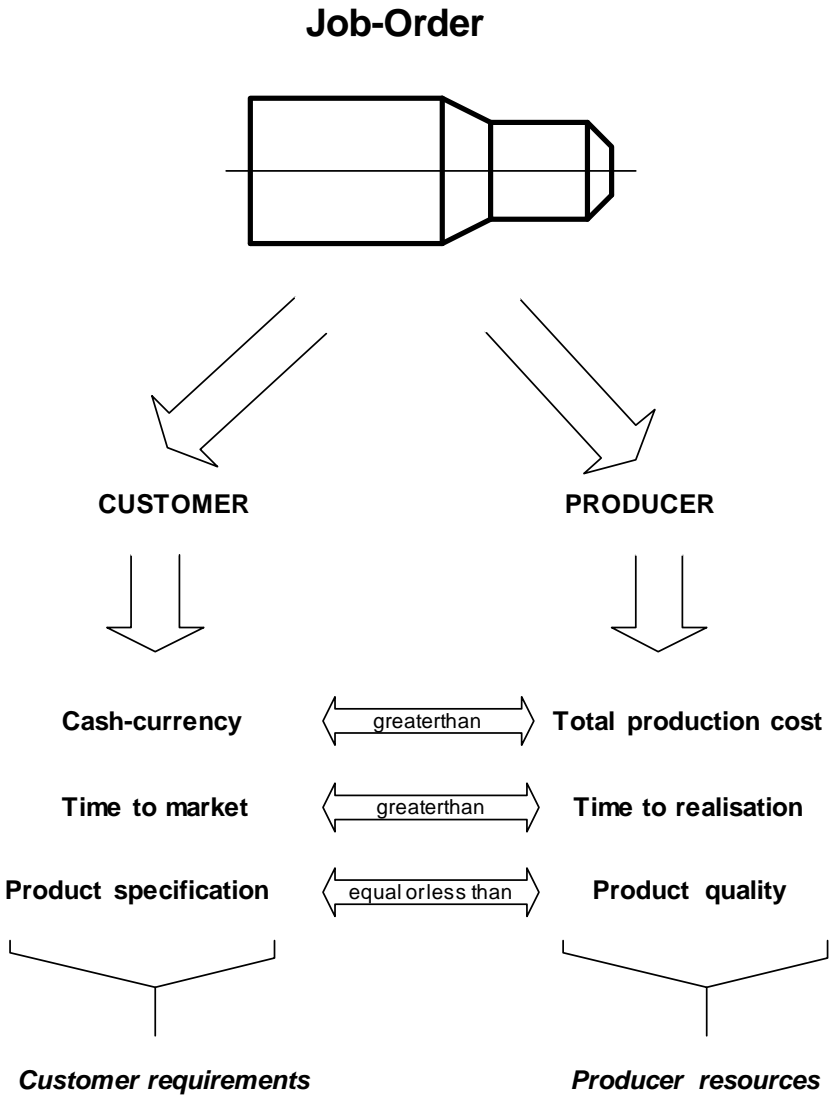 Job-Order
CUSTOMER PRODUCER
Cash-currency greaterthan Total production cost
Time to market greaterthan Time to realisation
Product specification equal orless than Product quality
Customer requirements Producer resources